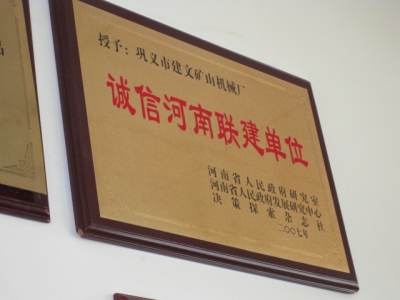 授于：巩义市建文矿山机械厂
诚信河南联建单位
河南省人民政府研究室
河南省人民政府发展研究中心
决策探索杂志社
二〇〇七年